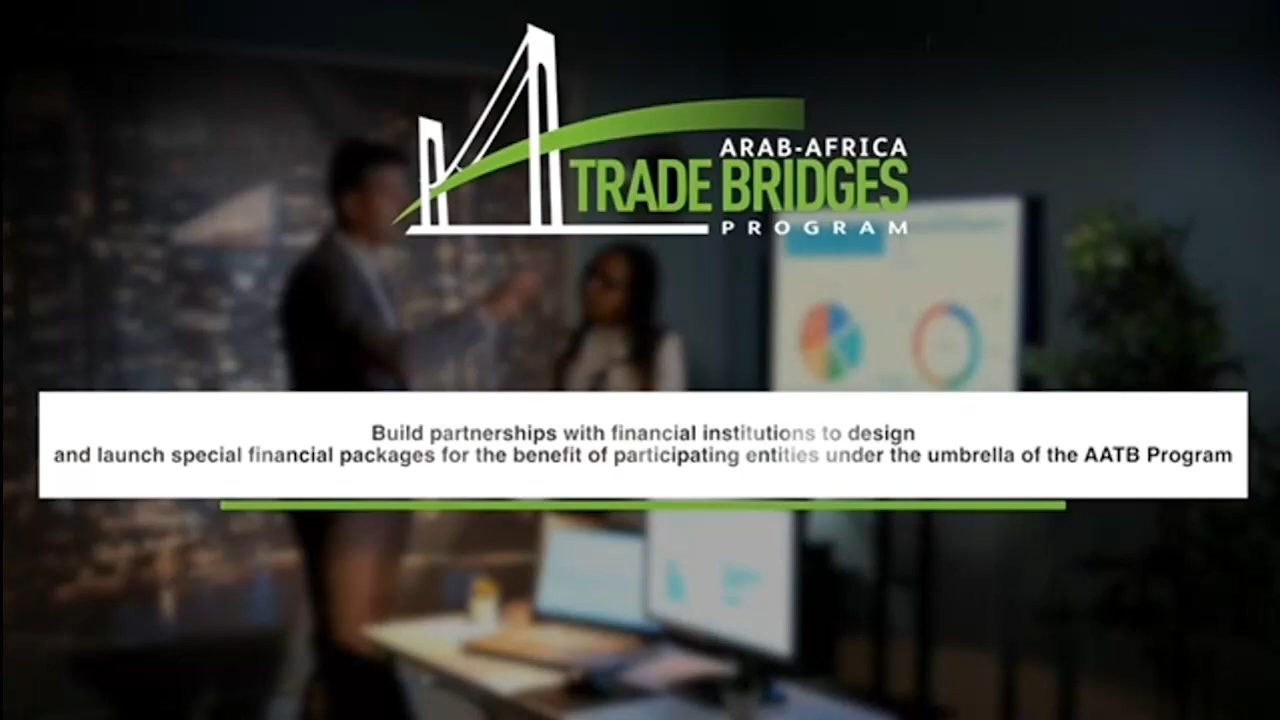 ARAB-AFRICA
TRADE BRIDGES
PROGRAM
Build partnerships with financial institutions to design
and launch special financial packages for the benefit of participating entities under the umbrella of the AATB Program